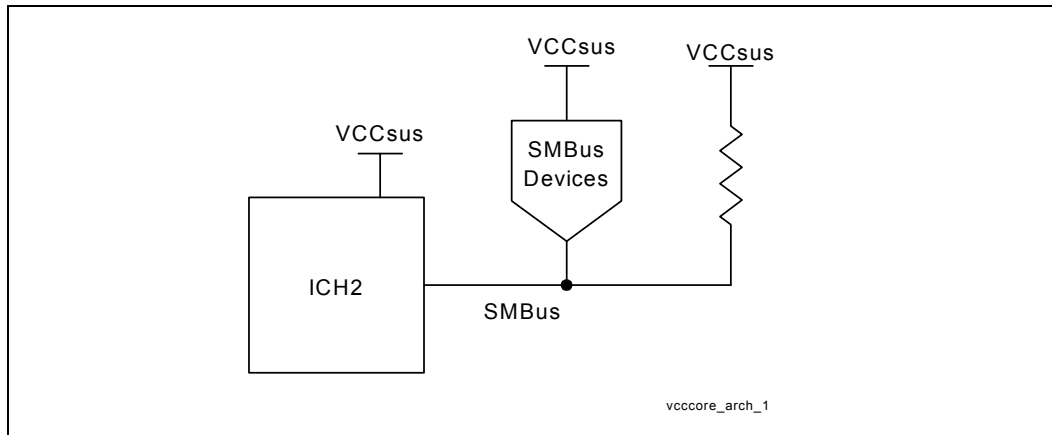 VCCsus
VCCsus
VCCsus
SMBus
Devices
ICH2
SMBus
vcccore_arch_1